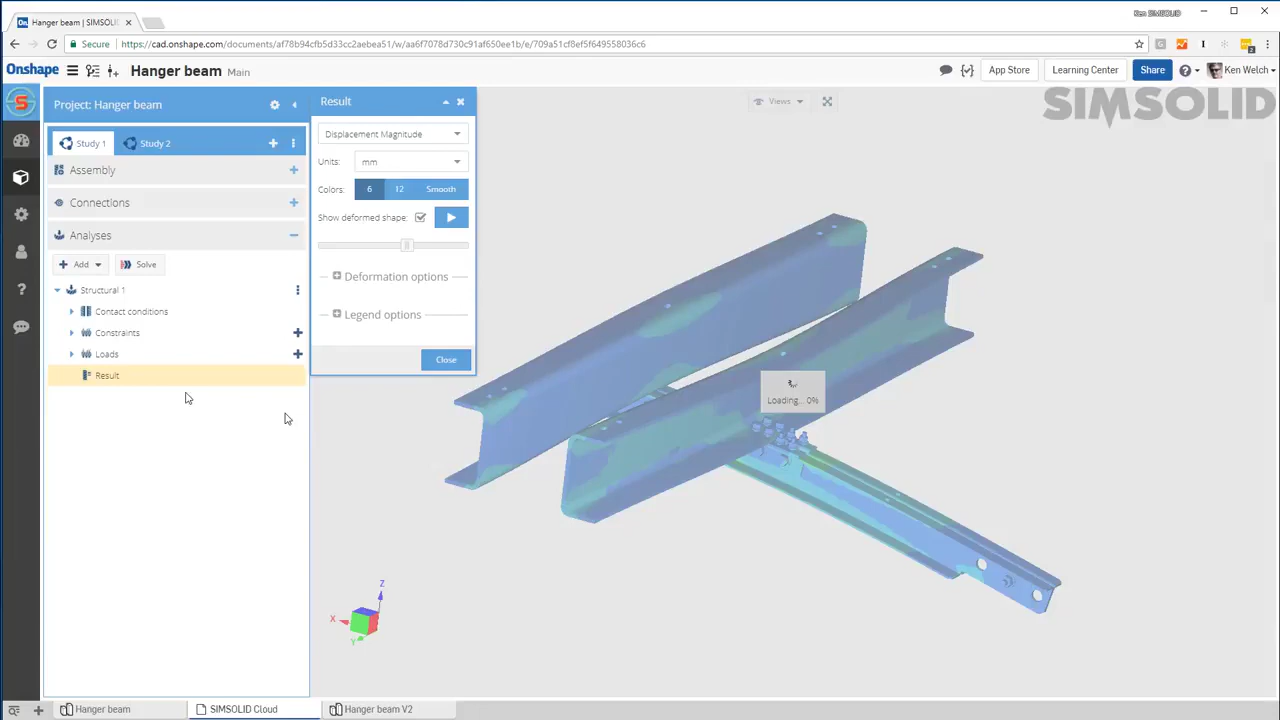 Hanger beam | SIMSOLID
Ken SIMSOLID
Secure
https://cad.onshape.com/documents/af78b94cfb5d33cc2aebea51/w/aa6f7078d730c91af650ee1b/e/709a51cf8ef5f649558036c6
Onshape
Hanger beam Main
App Store
Learning Center
Share
Ken Welch
Project: Hanger beam
Result
Views
SIMSOLID
Displacement Magnitude
Study 1
Study 2
Units: mm
Assembly
Colors: 6 12 Smooth
Connections
Show deformed shape:
Analyses
Add
Solve
Deformation options
Structural 1
Contact conditions
Legend options
Constraints
Loads
Close
Result
Loading... 0%
Z
X
Y
Hanger beam
SIMSOLID Cloud
Hanger beam V2